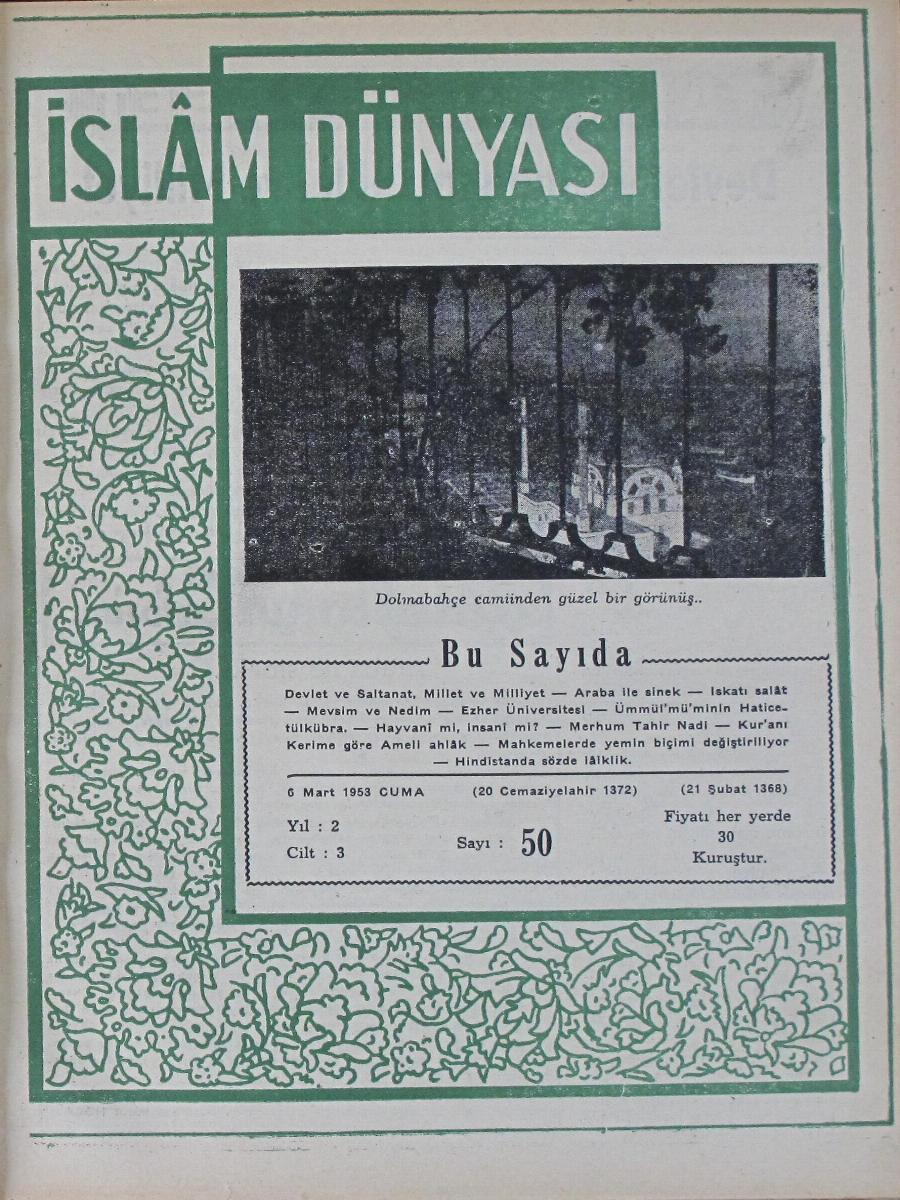 İSLÂM DÜNYASI
Dolmabahçe camiinden güzel bir görünüş..
Bu Sayıda
Devlet ve Saltanat, Millet ve Milliyet — Araba ile sinek — Iskatı salât
— Mevsim ve Nedim — Ezher Üniversitesi — Ümmül'mü'minin Hatice-
tülkübra. — Hayvanî mi, insanî mi? — Merhum Tahir Nadi — Kur'anı
Kerime göre Ameli ahlâk — Mahkemelerde yemin biçimi değiştiriliyor
— Hindistanda sözde lâiklik.
6 Mart 1953 CUMA (20 Cemaziyelahir 1372) (21 Şubat 1368)
Yıl : 2
Cilt : 3
Sayı : 50
Fiyatı her yerde
30
Kuruştur.